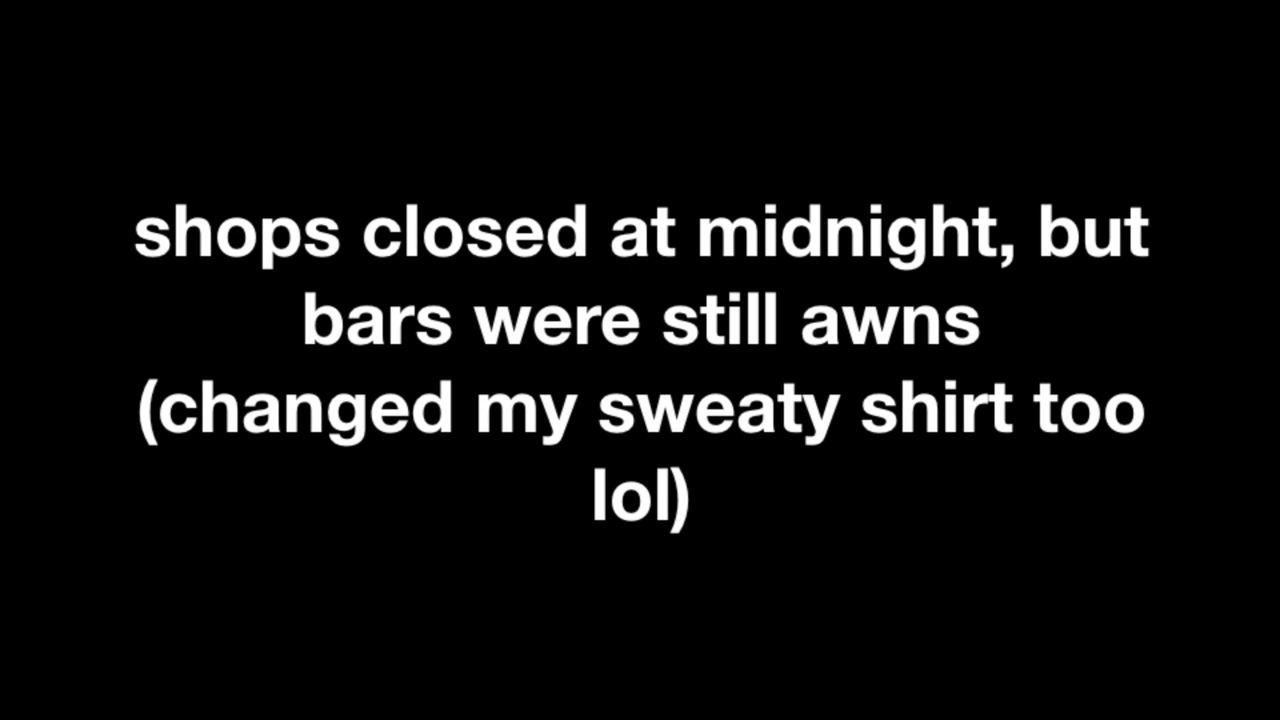 shops closed at midnight, but
bars were still awns
(changed my sweaty shirt too
lol)